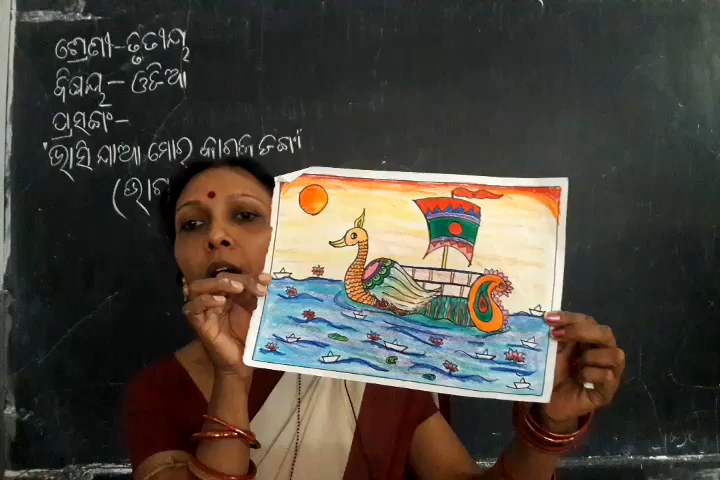 ଶ୍ରେଣୀ-ତୃତୀୟ
ବିଷୟ - ଓଡିଆ
ପ୍ରସଙ୍ଗ:-
'ଭାସି ଯାଆ ମୋର କାଗଜ ଡଙ୍ଗା
(ଭାଗ